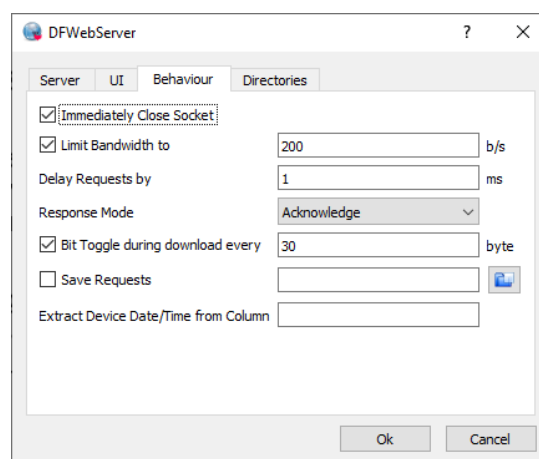 DFWebServer
Server UI Behaviour Directories
Immediately Close Socket
Limit Bandwidth to 200 b/s
Delay Requests by 1 ms
Response Mode Acknowledge
Bit Toggle during download every 30 byte
Save Requests
Extract Device Date/Time from Column
Ok Cancel